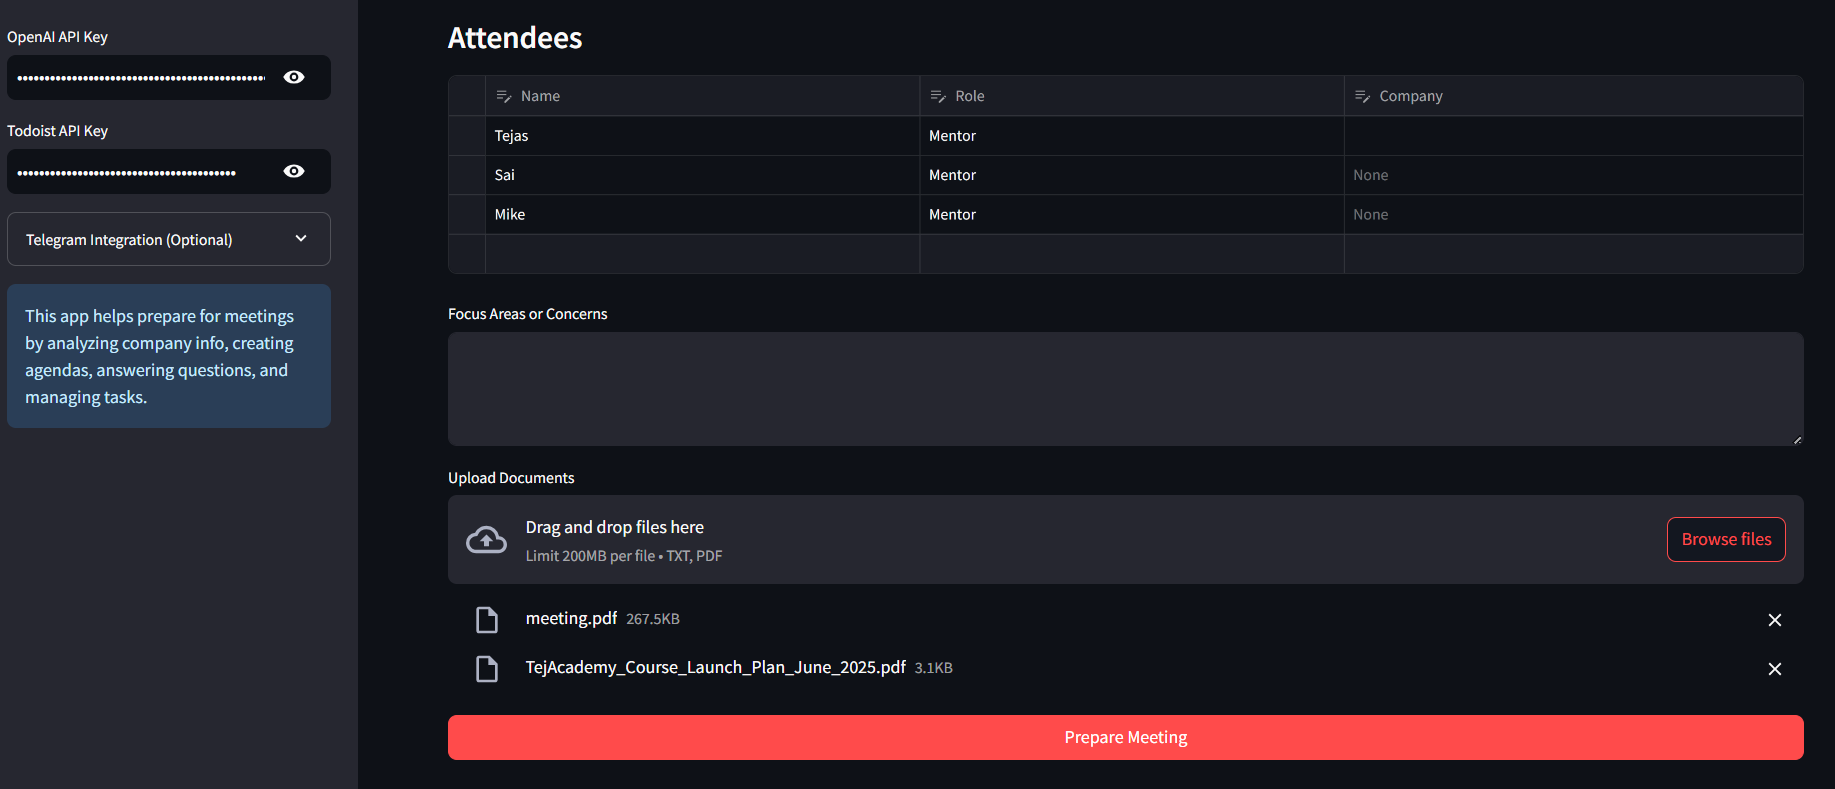 OpenAI API Key
••••••••••••••••••••••••••••••••••••••••••••••
Todoist API Key
••••••••••••••••••••••••••••••••••••••••
Telegram Integration (Optional)
This app helps prepare for meetings
by analyzing company info, creating
agendas, answering questions, and
managing tasks.
Attendees
Name Role Company
Tejas Mentor
Sai Mentor None
Mike Mentor None
Focus Areas or Concerns
Upload Documents
Drag and drop files here
Limit 200MB per file • TXT, PDF
Browse files
meeting.pdf 267.5KB
TejAcademy_Course_Launch_Plan_June_2025.pdf 3.1KB
Prepare Meeting